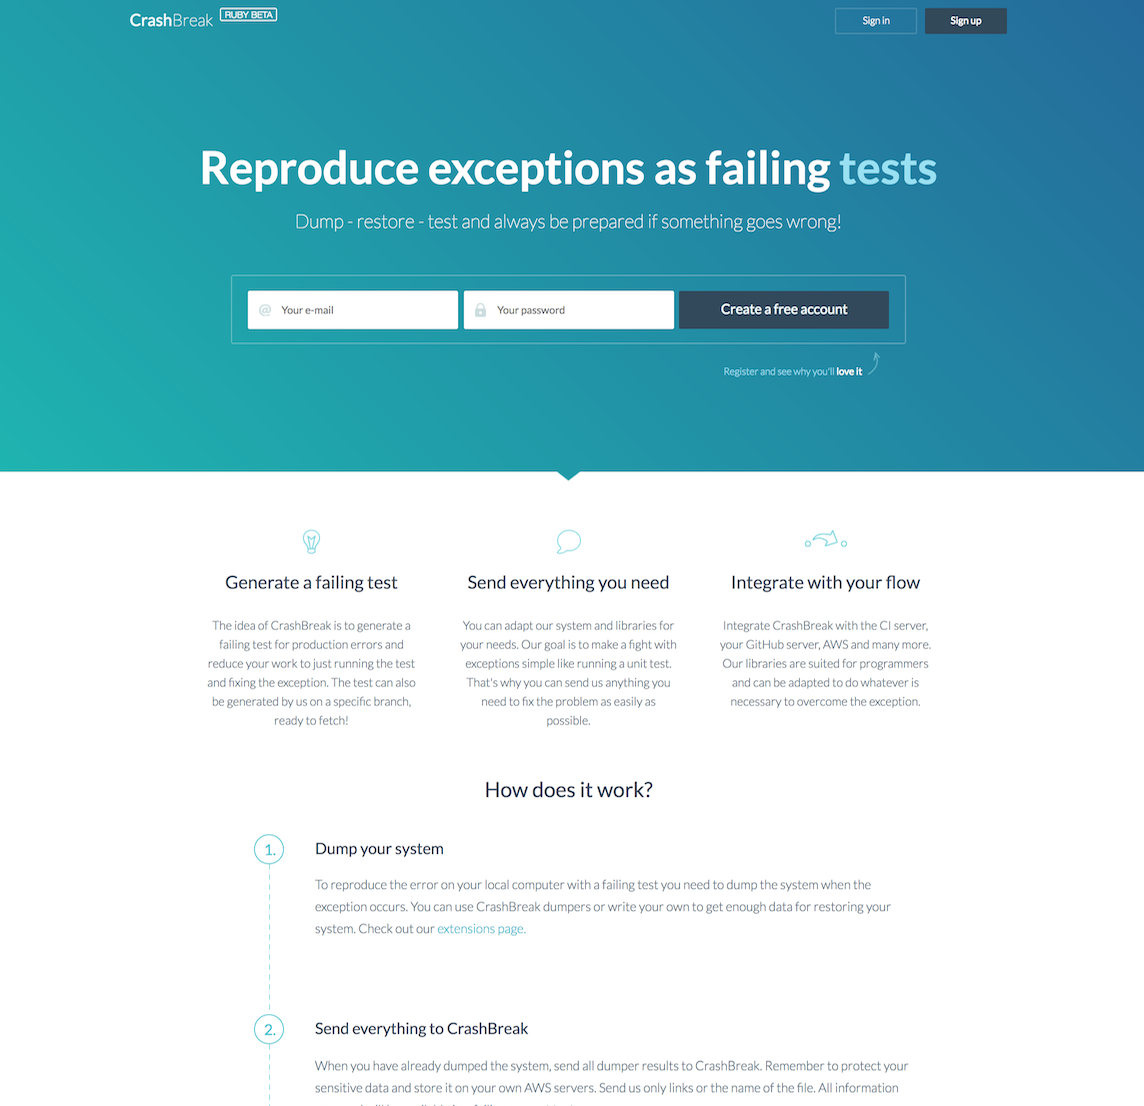 CrashBreak RUBY BETA
Sign in
Sign up
Reproduce exceptions as failing tests
Dump - restore - test and always be prepared if something goes wrong!
@ Your e-mail
Your password
Create a free account
Register and see why you'll love it
Generate a failing test
The idea of CrashBreak is to generate a
failing test for production errors and
reduce your work to just running the test
and fixing the exception. The test can also
be generated by us on a specific branch,
ready to fetch!
Send everything you need
You can adapt our system and libraries for
your needs. Our goal is to make a fight with
exceptions simple like running a unit test.
That's why you can send us anything you
need to fix the problem as easily as
possible.
Integrate with your flow
Integrate CrashBreak with the CI server,
your GitHub server, AWS and many more.
Our libraries are suited for programmers
and can be adapted to do whatever is
necessary to overcome the exception.
How does it work?
1.
Dump your system
To reproduce the error on your local computer with a failing test you need to dump the system when the
exception occurs. You can use CrashBreak dumpers or write your own to get enough data for restoring your
system. Check out our extensions page.
2.
Send everything to CrashBreak
When you have already dumped the system, send all dumper results to CrashBreak. Remember to protect your
sensitive data and store it on your own AWS servers. Send us only links or the name of the file. All information